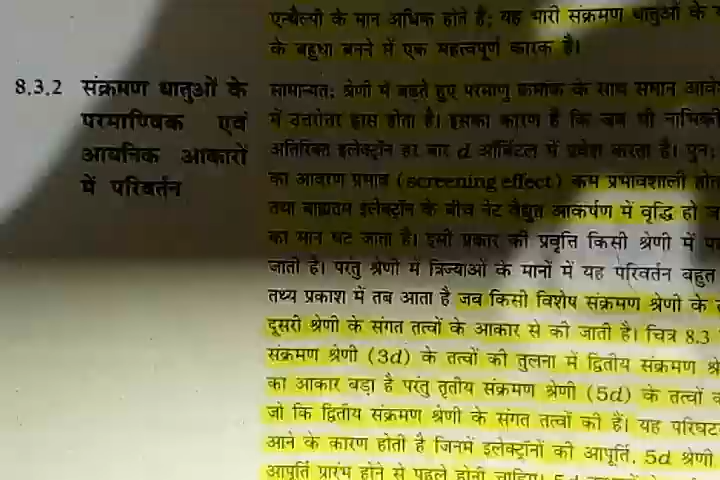 एन्थैल्पी के मान अधिक होते हैं; यह भारी संक्रमण धातुओं के
के बहुधा बनने में एक महत्वपूर्ण कारक है।
8.3.2 संक्रमण धातुओं के परमाण्विक एवं आयनिक आकारों में परिवर्तन
सामान्यत: श्रेणी में बढ़ते हुए परमाणु क्रमांक के साथ समान आवे
में उत्तरोत्तर ह्रास होता है। इसका कारण है कि जब भी नाभिक
अतिरिक्त इलेक्ट्रॉन हर बार d ऑर्बिटल में प्रवेश करता है। पुन:
का आवरण प्रभाव (screening effect) कम प्रभावशाली होत
तथा बाह्यतम इलेक्ट्रॉन के बीच नेट वैद्युत आकर्षण में वृद्धि हो
का मान घट जाता है। इसी प्रकार की प्रवृत्ति किसी श्रेणी में
जाती है। परंतु श्रेणी में त्रिज्याओं के मानों में यह परिवर्तन बहुत
तथ्य प्रकाश में तब आता है जब किसी विशेष संक्रमण श्रेणी के
दूसरी श्रेणी के संगत तत्वों के आकार से की जाती है। चित्र 8.3
संक्रमण श्रेणी (3d) के तत्वों की तुलना में द्वितीय संक्रमण श्रे
का आकार बड़ा है परंतु तृतीय संक्रमण श्रेणी (5d) के तत्वों
जो कि द्वितीय संक्रमण श्रेणी के संगत तत्वों की हैं। यह परिघट
आने के कारण होती है जिनमें इलेक्ट्रॉनों की आपूर्ति, 5d श्रेणी
आपूर्ति प्रारंभ होने से पहले होनी चाहिए।